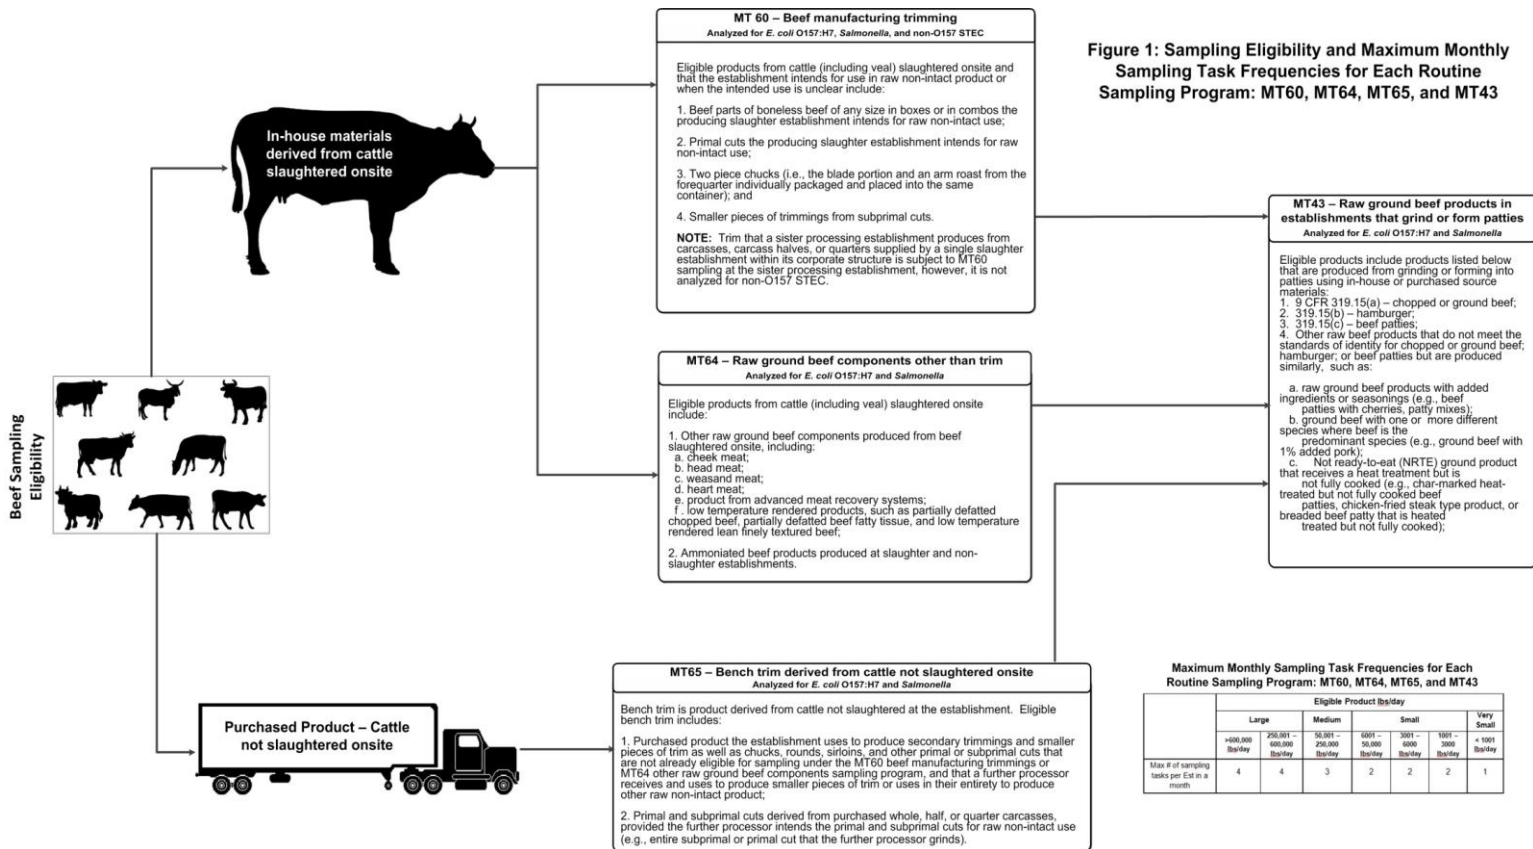 Beef Sampling
Eligibility
In-house materials
derived from cattle
slaughtered onsite
Purchased Product – Cattle
not slaughtered onsite
MT 60 – Beef manufacturing trimming
Analyzed for E. coli O157:H7, Salmonella, and non-O157 STEC
Eligible products from cattle (including veal) slaughtered onsite and
that the establishment intends for use in raw non-intact product or
when the intended use is unclear include:
1. Beef parts of boneless beef of any size in boxes or in combos the
producing slaughter establishment intends for raw non-intact use;
2. Primal cuts the producing slaughter establishment intends for raw
non-intact use;
3. Two piece chucks (i.e., the blade portion and an arm roast from the
forequarter individually packaged and placed into the same
container); and
4. Smaller pieces of trimmings from subprimal cuts.
NOTE: Trim that a sister processing establishment produces from
carcasses, carcass halves, or quarters supplied by a single slaughter
establishment within its corporate structure is subject to MT60
sampling at the sister processing establishment, however, it is not
analyzed for non-O157 STEC.
MT64 – Raw ground beef components other than trim
Analyzed for E. coli O157:H7 and Salmonella
Eligible products from cattle (including veal) slaughtered onsite
include:
1. Other raw ground beef components produced from beef
slaughtered onsite, including:
a. cheek meat;
b. head meat;
c. weasand meat;
d. heart meat;
e. product from advanced meat recovery systems;
f . low temperature rendered products, such as partially defatted
chopped beef, partially defatted beef fatty tissue, and low temperature
rendered lean finely textured beef;
2. Ammoniated beef products produced at slaughter and non-
slaughter establishments.
MT65 – Bench trim derived from cattle not slaughtered onsite
Analyzed for E. coli O157:H7 and Salmonella
Bench trim is product derived from cattle not slaughtered at the establishment. Eligible
bench trim includes:
1. Purchased product the establishment uses to produce secondary trimmings and smaller
pieces of trim as well as chucks, rounds, sirloins, and other primal or subprimal cuts that
are not already eligible for sampling under the MT60 beef manufacturing trimmings or
MT64 other raw ground beef components sampling program, and that a further processor
receives and uses to produce smaller pieces of trim or uses in their entirety to produce
other raw non-intact product;
2. Primal and subprimal cuts derived from purchased whole, half, or quarter carcasses,
provided the further processor intends the primal and subprimal cuts for raw non-intact use
(e.g., entire subprimal or primal cut that the further processor grinds).
Figure 1: Sampling Eligibility and Maximum Monthly
Sampling Task Frequencies for Each Routine
Sampling Program: MT60, MT64, MT65, and MT43
MT43 – Raw ground beef products in
establishments that grind or form patties
Analyzed for E. coli O157:H7 and Salmonella
Eligible products include products listed below
that are produced from grinding or forming into
patties using in-house or purchased source
materials:
1. 9 CFR 319.15(a) – chopped or ground beef;
2. 319.15(b) – hamburger;
3. 319.15(c) – beef patties;
4. Other raw beef products that do not meet the
standards of identity for chopped or ground beef;
hamburger; or beef patties but are produced
similarly, such as:
a. raw ground beef products with added
ingredients or seasonings (e.g., beef
patties with cherries, patty mixes);
b. ground beef with one or more different
species where beef is the
predominant species (e.g., ground beef with
1% added pork);
c. Not ready-to-eat (NRTE) ground product
that receives a heat treatment but is
not fully cooked (e.g., char-marked heat-
treated but not fully cooked beef
patties, chicken-fried steak type product, or
breaded beef patty that is heated
treated but not fully cooked);
Maximum Monthly Sampling Task Frequencies for Each
Routine Sampling Program: MT60, MT64, MT65, and MT43
Eligible Product lbs/day
Large Medium Small Very Small
>600,000 lbs/day 250,001 – 600,000 lbs/day 50,001 – 250,000 lbs/day 6001 – 50,000 lbs/day 3001 – 6000 lbs/day 1001 – 3000 lbs/day < 1001 lbs/day
Max # of sampling tasks per Est in a month 4 4 3 2 2 2 1